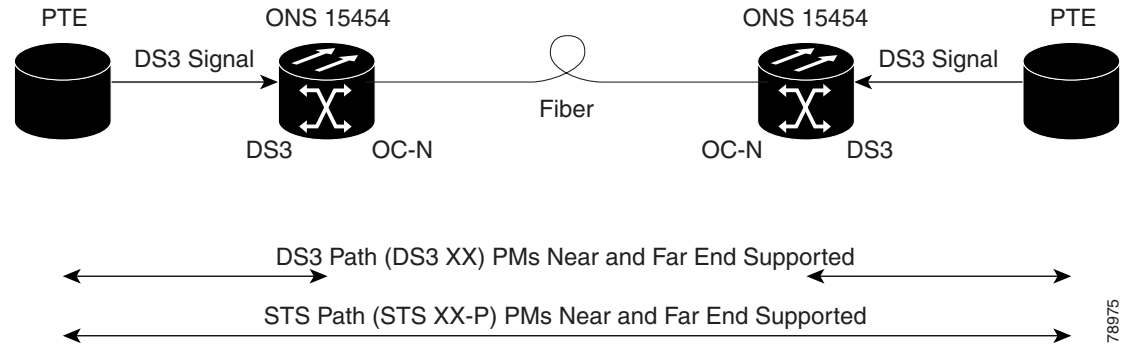 PTE
ONS 15454
ONS 15454
PTE
DS3 Signal
DS3 Signal
Fiber
DS3
OC-N
OC-N
DS3
DS3 Path (DS3 XX) PMs Near and Far End Supported
STS Path (STS XX-P) PMs Near and Far End Supported
78975